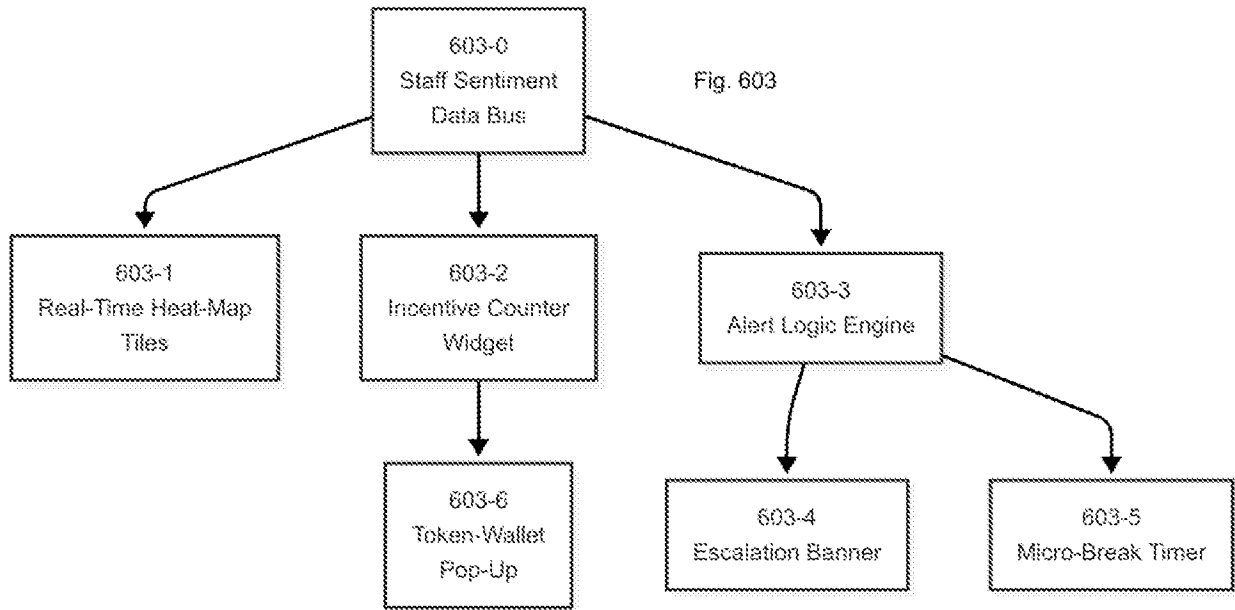 603-0
Staff Sentiment
Data Bus
Fig. 603
603-1
Real-Time Heat-Map
Tiles
603-2
Incentive Counter
Widget
603-3
Alert Logic Engine
603-6
Token-Wallet
Pop-Up
603-4
Escalation Banner
603-5
Micro-Break Timer